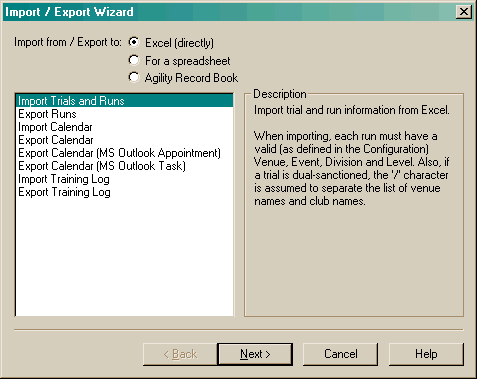 Import / Export Wizard
Import from / Export to:
Excel (directly)
For a spreadsheet
Agility Record Book
Import Trials and Runs
Export Runs
Import Calendar
Export Calendar
Export Calendar (MS Outlook Appointment)
Export Calendar (MS Outlook Task)
Import Training Log
Export Training Log
Description
Import trial and run information from Excel.
When importing, each run must have a
valid (as defined in the Configuration)
Venue, Event, Division and Level. Also, if
a trial is dual-sanctioned, the '/' character
is assumed to separate the list of venue
names and club names.
< Back
Next >
Cancel
Help